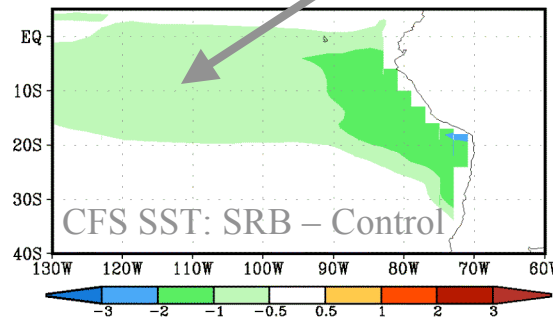 EQ
10S
20S
30S
CFS SST: SRB – Control
40S
130W 120W 110W 100W 90W 80W 70W 60W
-3 -2 -1 -0.5 0.5 1 2 3